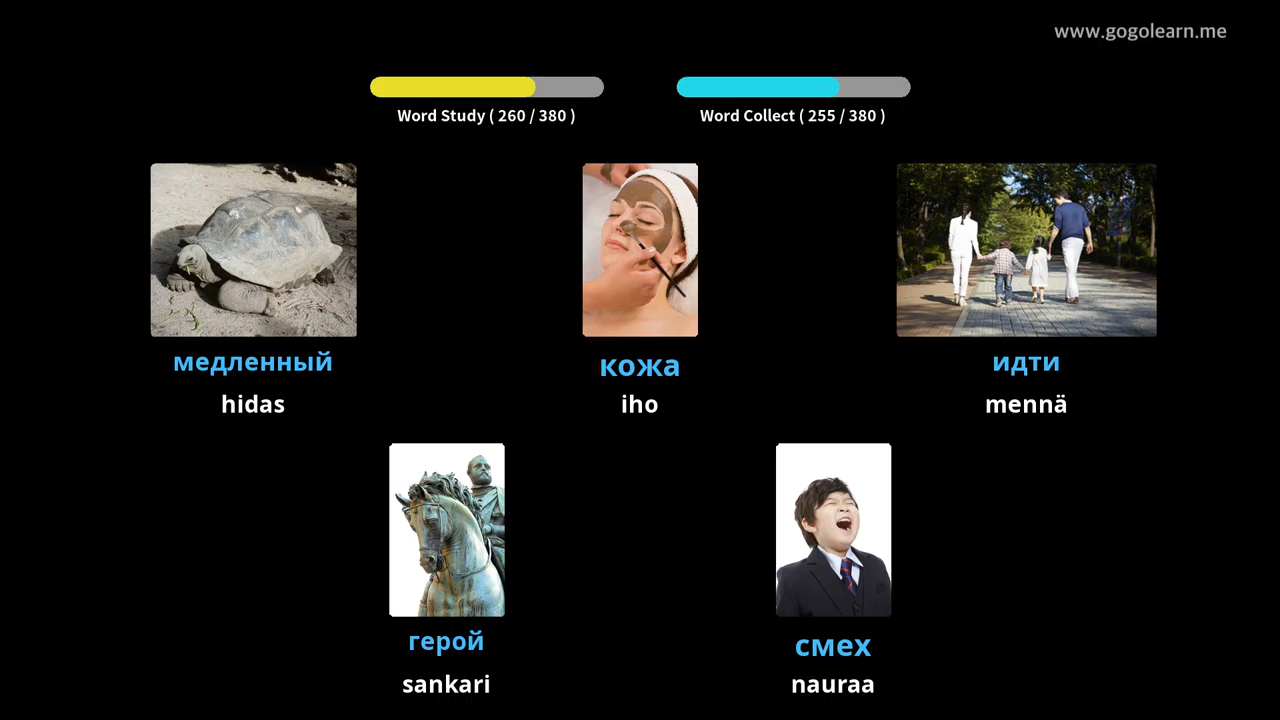 www.gogolearn.me
Word Study ( 260 / 380 )
Word Collect ( 255 / 380 )
медленный
кожа
идти
hidas
iho
mennä
герой
смех
sankari
nauraa